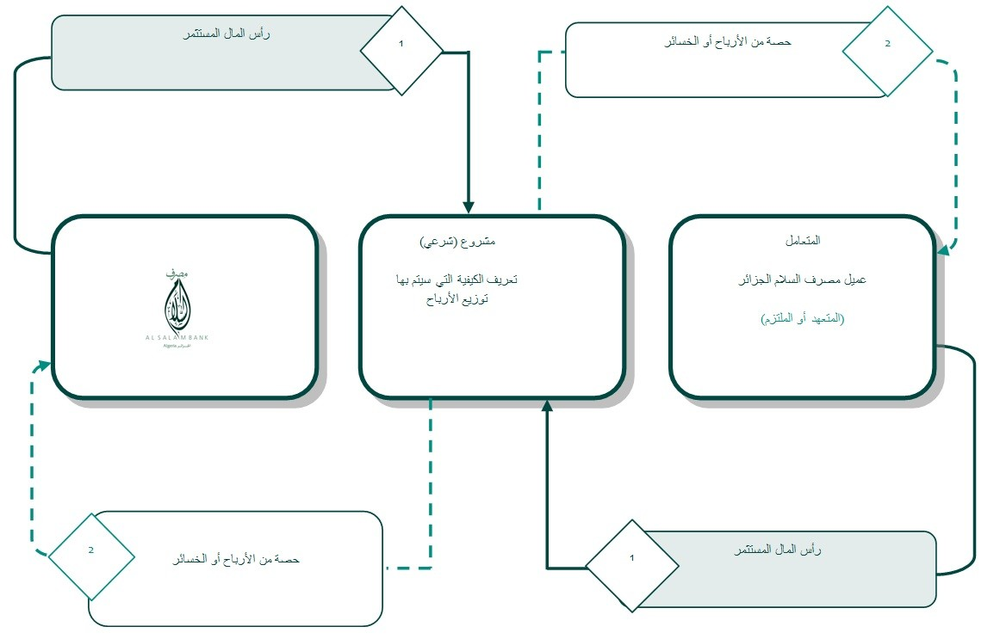 رأس المال المستثمر
1
حصة من الأرباح أو الخسائر
2
مصرف
السلام
AL SALAM BANK
Algeria الجزائر
مشروع (شرعي)
تعريف الكيفية التي سيتم بها
توزيع الأرباح
المتعامل
عميل مصرف السلام الجزائر
(المتعهد أو الملتزم)
2
حصة من الأرباح أو الخسائر
1
رأس المال المستثمر